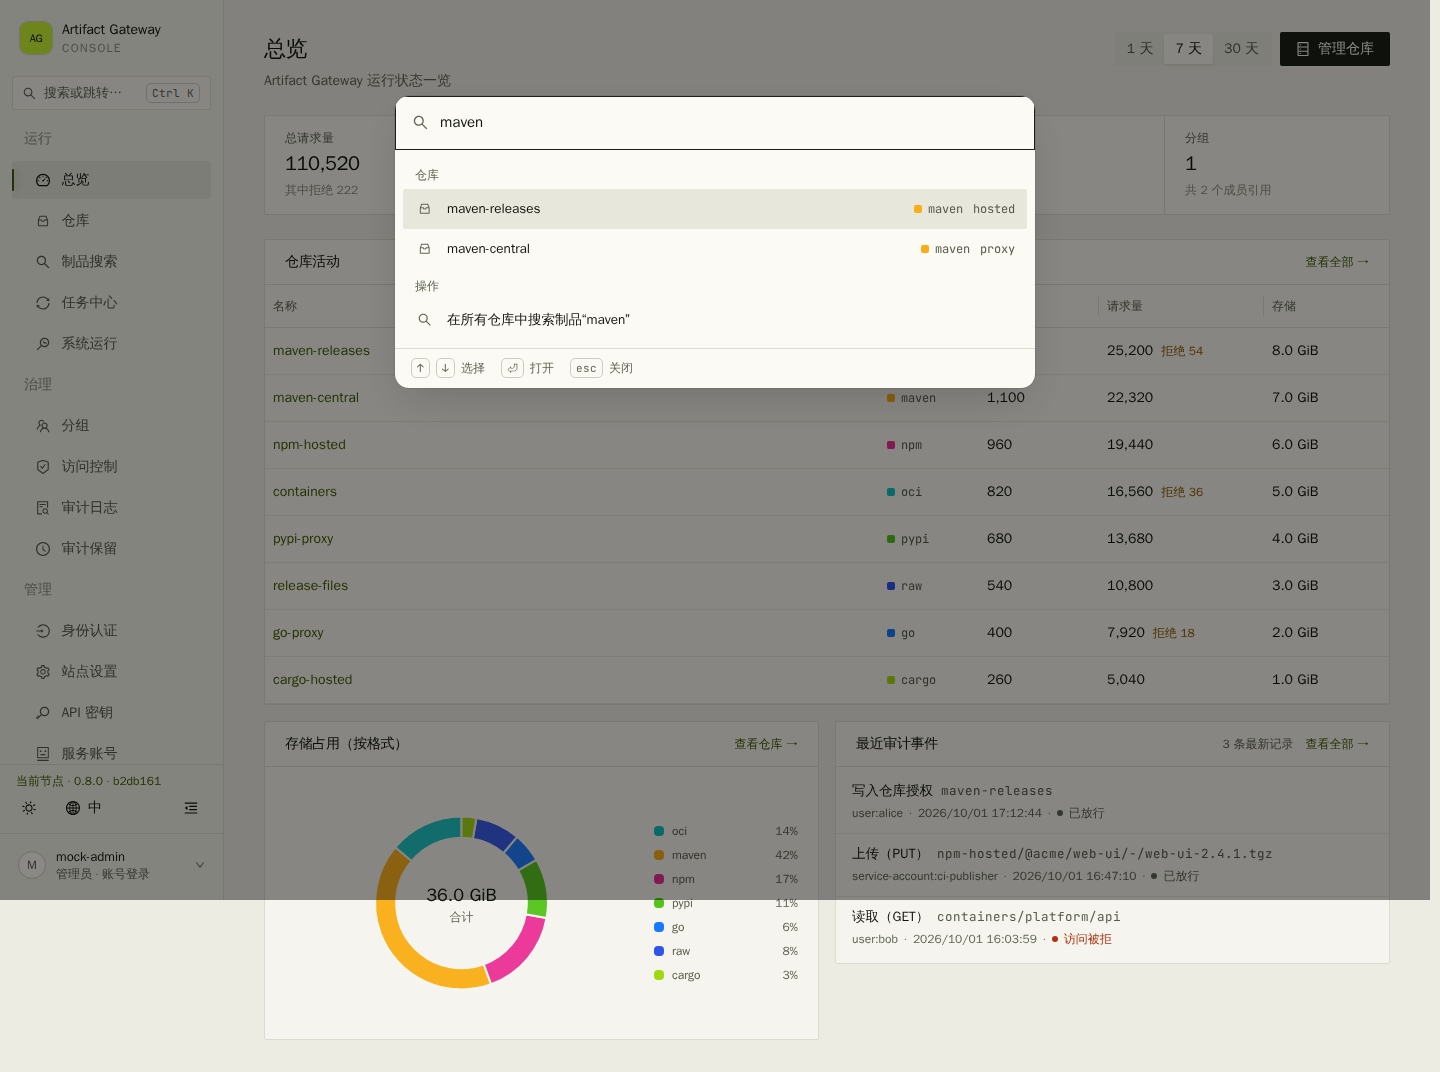 AG
Artifact Gateway
CONSOLE
搜索或跳转…
Ctrl K
运行
总览
仓库
制品搜索
任务中心
系统运行
治理
分组
访问控制
审计日志
审计保留
管理
身份认证
站点设置
API 密钥
服务账号
当前节点 · 0.8.0 · b2db161
中
M
mock-admin
管理员 · 账号登录
总览
Artifact Gateway 运行状态一览
1 天 7 天 30 天
管理仓库
总请求量
110,520
其中拒绝 222
分组
1
共 2 个成员引用
maven
仓库
maven-releases maven hosted
maven-central maven proxy
操作
在所有仓库中搜索制品“maven”
↑ ↓ 选择 打开 esc 关闭
仓库活动 查看全部 →
名称 请求量 存储
maven-releases 25,200 拒绝 54 8.0 GiB
maven-central maven 1,100 22,320 7.0 GiB
npm-hosted npm 960 19,440 6.0 GiB
containers oci 820 16,560 拒绝 36 5.0 GiB
pypi-proxy pypi 680 13,680 4.0 GiB
release-files raw 540 10,800 3.0 GiB
go-proxy go 400 7,920 拒绝 18 2.0 GiB
cargo-hosted cargo 260 5,040 1.0 GiB
存储占用（按格式） 查看仓库 →
36.0 GiB
合计
oci 14%
maven 42%
npm 17%
pypi 11%
go 6%
raw 8%
cargo 3%
最近审计事件 3 条最新记录 查看全部 →
写入仓库授权 maven-releases
user:alice · 2026/10/01 17:12:44 · 已放行
上传（PUT） npm-hosted/@acme/web-ui/-/web-ui-2.4.1.tgz
service-account:ci-publisher · 2026/10/01 16:47:10 · 已放行
读取（GET） containers/platform/api
user:bob · 2026/10/01 16:03:59 · 访问被拒